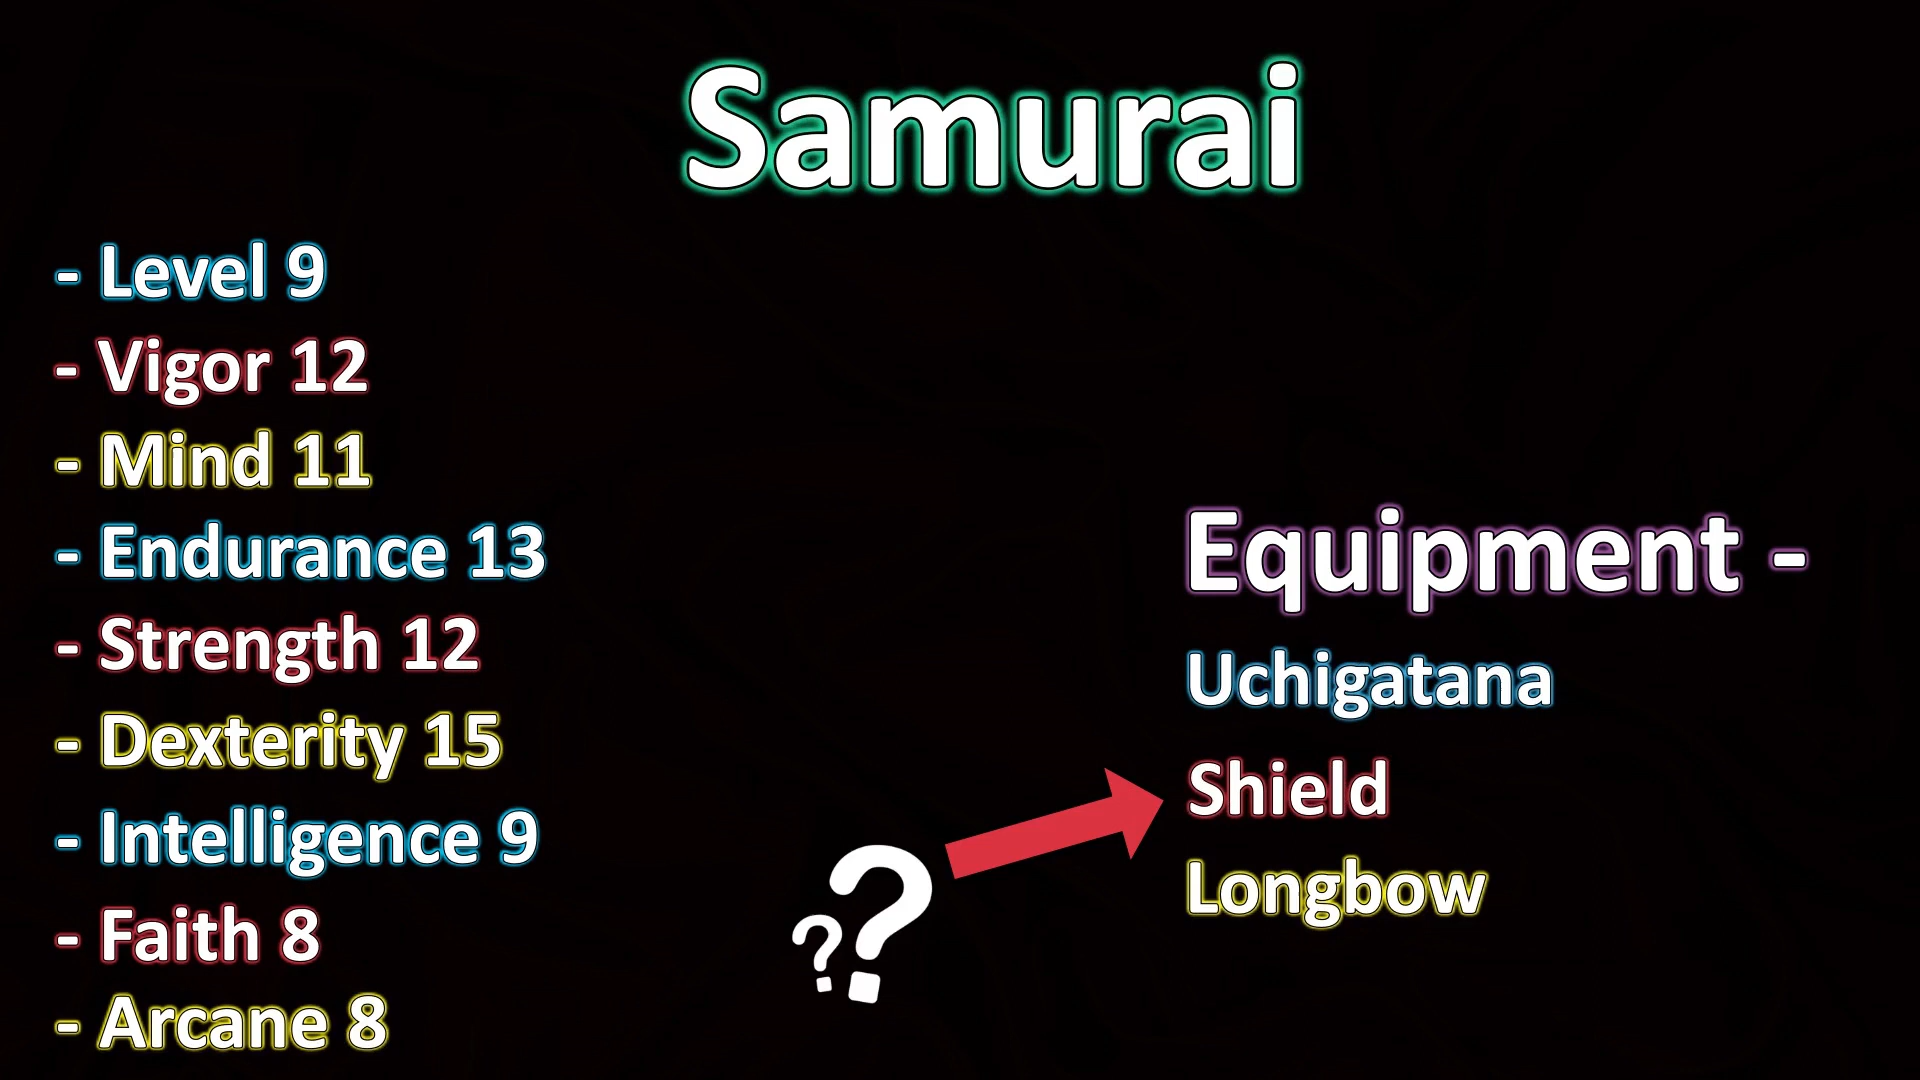 Samurai
- Level 9
- Vigor 12
- Mind 11
- Endurance 13
- Strength 12
- Dexterity 15
- Intelligence 9
- Faith 8
- Arcane 8
Equipment -
Uchigatana
Shield
Longbow
??